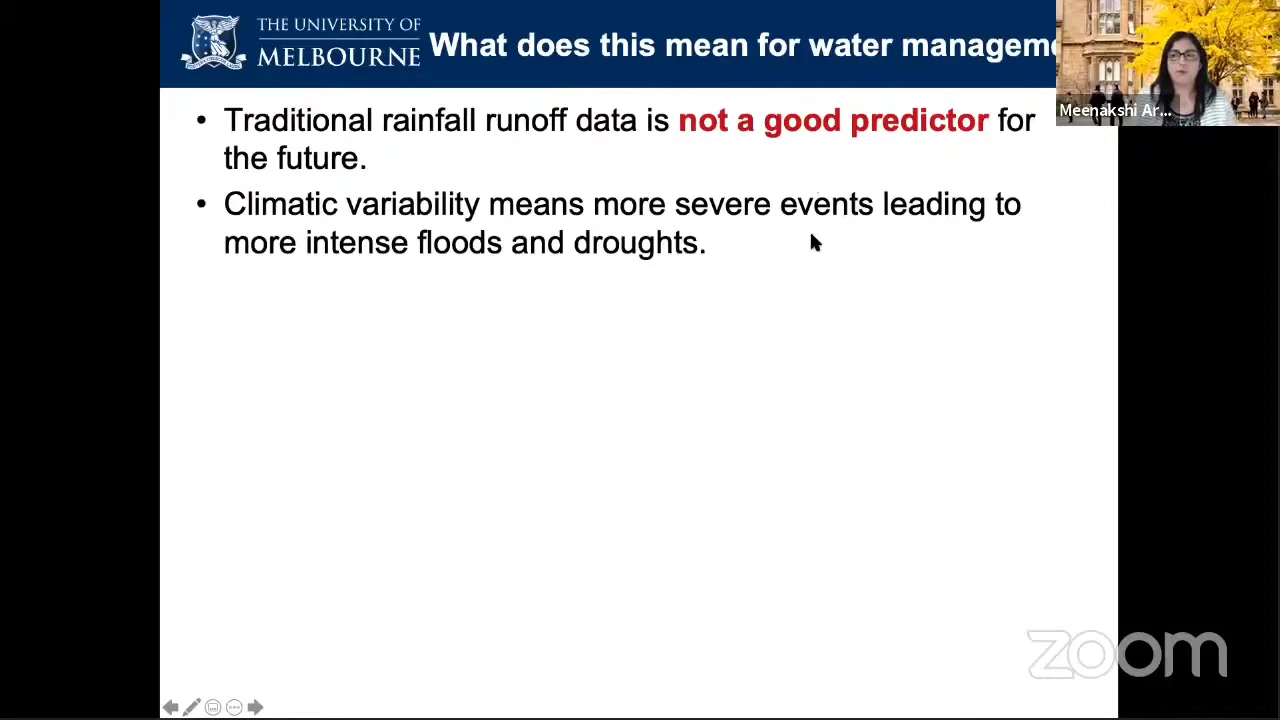 THE UNIVERSITY OF
MELBOURNE
What does this mean for water manageme
Meenakshi Ar...
• Traditional rainfall runoff data is not a good predictor for
the future.
• Climatic variability means more severe events leading to
more intense floods and droughts.
zoom